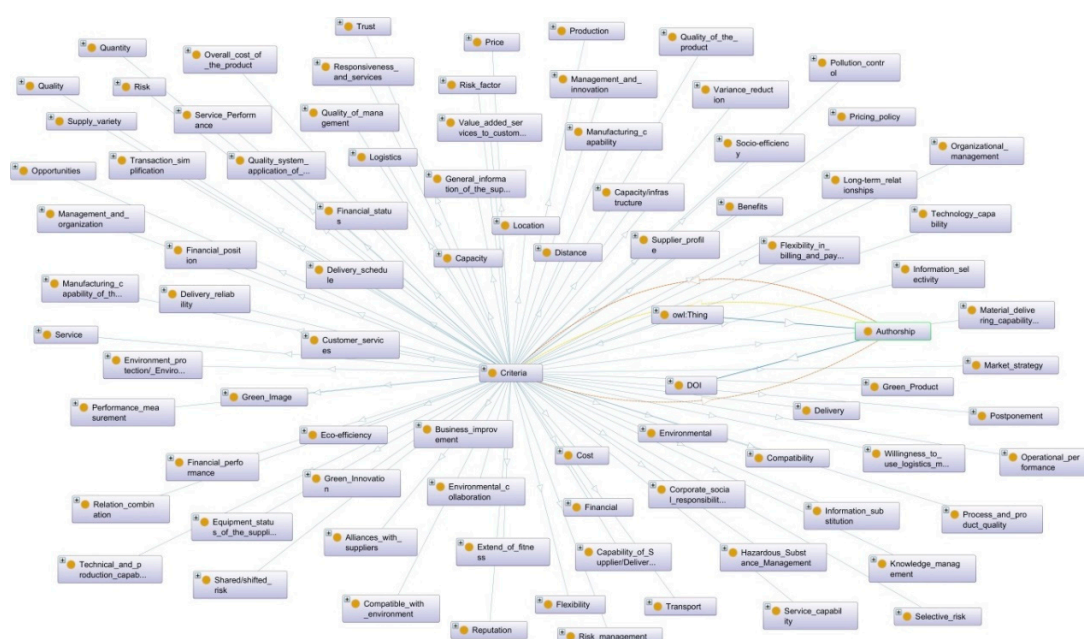 Trust
Quantity
Overall_cost_of
_the_product
Price
Production
Quality_of_the_
product
Pollution_contr
ol
Quality
Risk
Responsiveness_
and_services
Risk_factor
Management_and_
innovation
Variance_reduct
ion
Supply_variety
Service_Perform
ance
Quality_of_mana
gement
Value_added_ser
vices_to_custom...
Manufacturing_c
apability
Pricing_policy
Socio-efficienc
y
Organizational_
management
Opportunities
Transaction_sim
plification
Quality_system_
application_of_...
Logistics
General_informa
tion_of_the_sup...
Capacity/infras
tructure
Long-term_relat
ionships
Management_and_
organization
Financial_statu
s
Location
Benefits
Technology_capa
bility
Financial_posit
ion
Capacity
Distance
Supplier_profil
e
Flexibility_in_
billing_and_pay...
Delivery_schedu
le
Information_sel
ectivity
Manufacturing_c
apability_of_th...
Delivery_reliab
ility
owl:Thing
Material_delive
ring_capability...
Service
Customer_servic
es
Authorship
Environment_pro
tection/_Enviro...
Criteria
DOI
Green_Product
Market_strategy
Green_Image
Performance_mea
surement
Delivery
Postponement
Eco-efficiency
Business_improv
ement
Environmental
Financial_perfo
rmance
Cost
Compatibility
Willingness_to_
use_logistics_m...
Operational_per
formance
Green_Innovatio
n
Environmental_c
ollaboration
Corporate_socia
l_responsibilit...
Relation_combin
ation
Equipment_statu
s_of_the_suppli...
Financial
Information_sub
stitution
Process_and_pro
duct_quality
Alliances_with_
suppliers
Extend_of_fitne
ss
Capability_of_S
upplier/Deliver...
Hazardous_Subst
ance_Management
Technical_and_p
roduction_capab...
Shared/shifted_
risk
Knowledge_manag
ement
Compatible_with
_environment
Flexibility
Transport
Service_capabil
ity
Selective_risk
Reputation
Risk_management